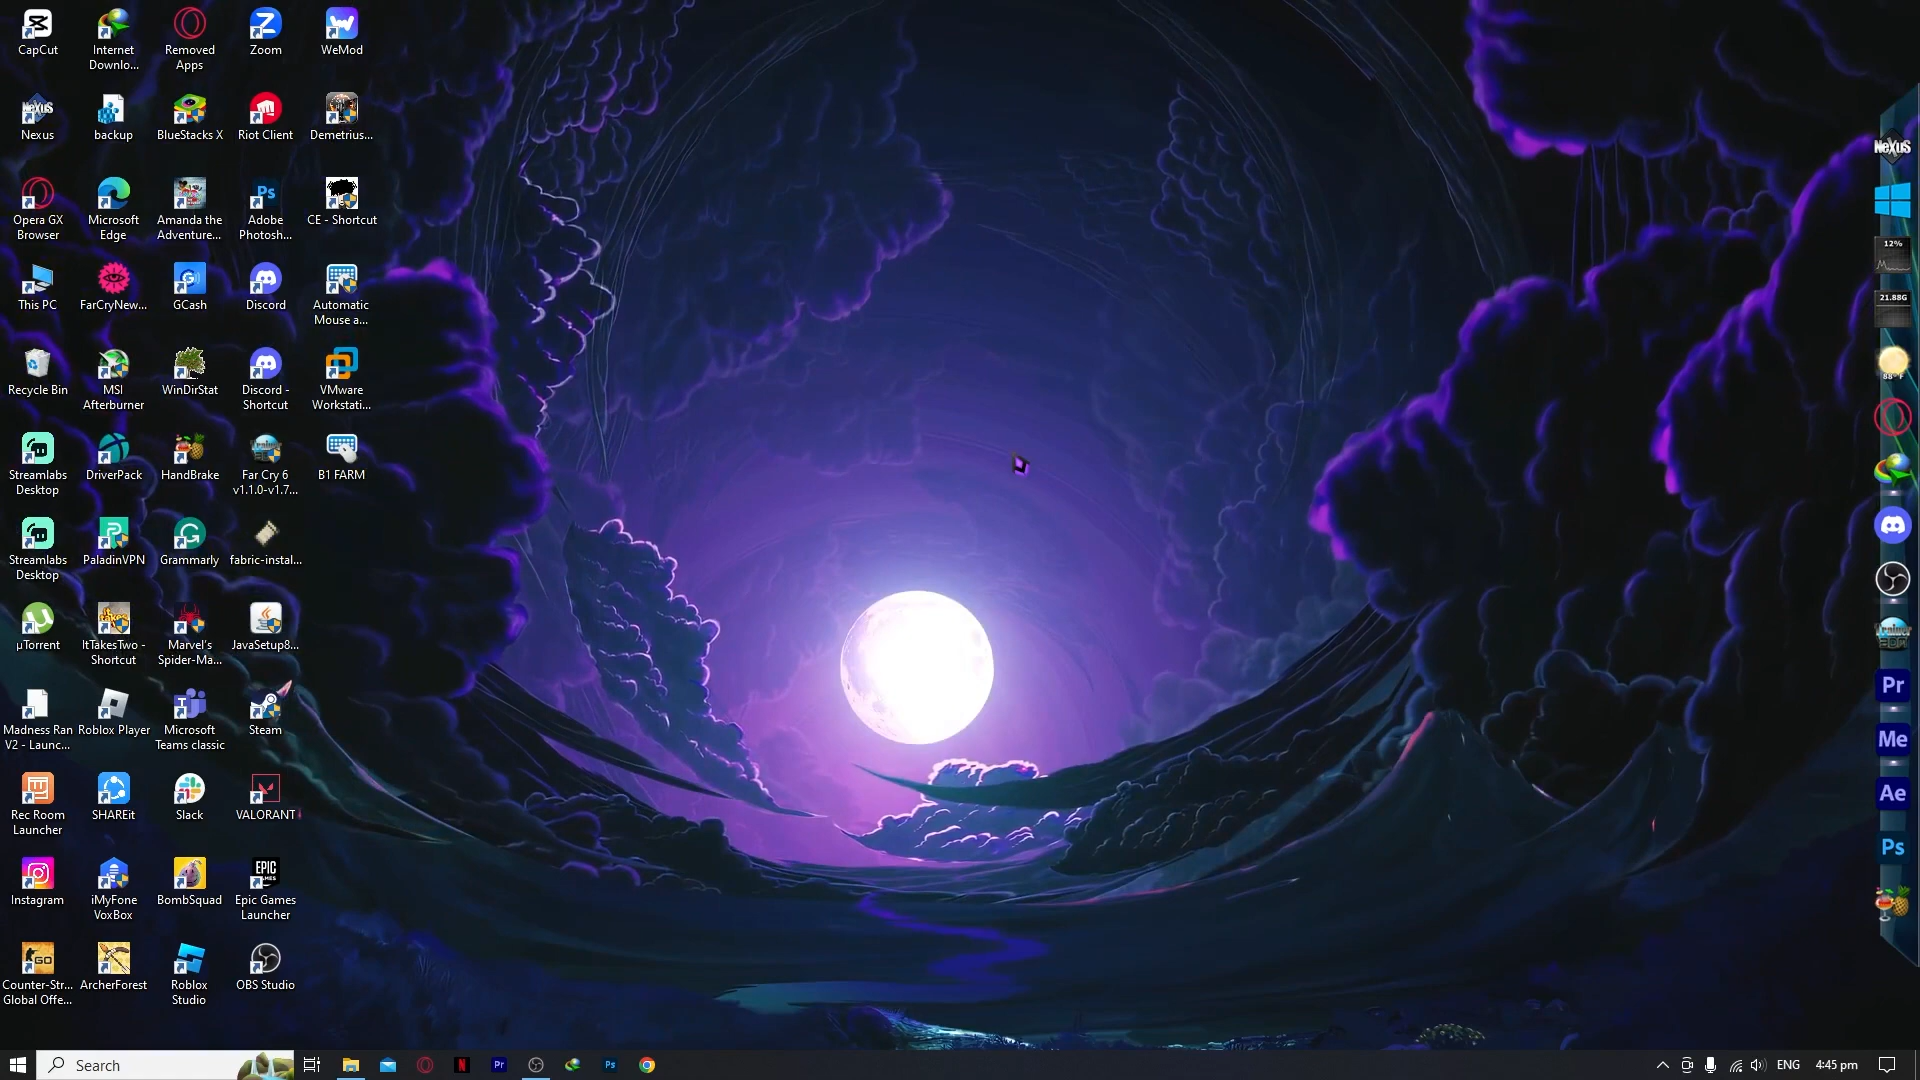 CapCut
Internet
Downlo...
Removed
Apps
Zoom
WeMod
Nexus
backup
BlueStacks X
Riot Client
Demetrius...
Opera GX
Browser
Microsoft
Edge
Amanda the
Adventure...
Adobe
Photosh...
CE - Shortcut
This PC
FarCryNew...
GCash
Discord
Automatic
Mouse a...
Recycle Bin
MSI
Afterburner
WinDirStat
Discord -
Shortcut
VMware
Workstati...
Streamlabs
Desktop
DriverPack
HandBrake
Far Cry 6
v1.1.0-v1.7...
B1 FARM
Streamlabs
Desktop
PaladinVPN
Grammarly
fabric-instal...
µTorrent
ItTakesTwo -
Shortcut
Marvel's
Spider-Ma...
JavaSetup8...
Madness Ran
V2 - Launc...
Roblox Player
Microsoft
Teams classic
Steam
Rec Room
Launcher
SHAREit
Slack
VALORANT
Instagram
iMyFone
VoxBox
BombSquad
Epic Games
Launcher
Counter-Str...
Global Offe...
ArcherForest
Roblox
Studio
OBS Studio
NeXuS
12%
21.88G
88° F
Pr
Me
Ae
Ps
Search
ENG
4:45 pm